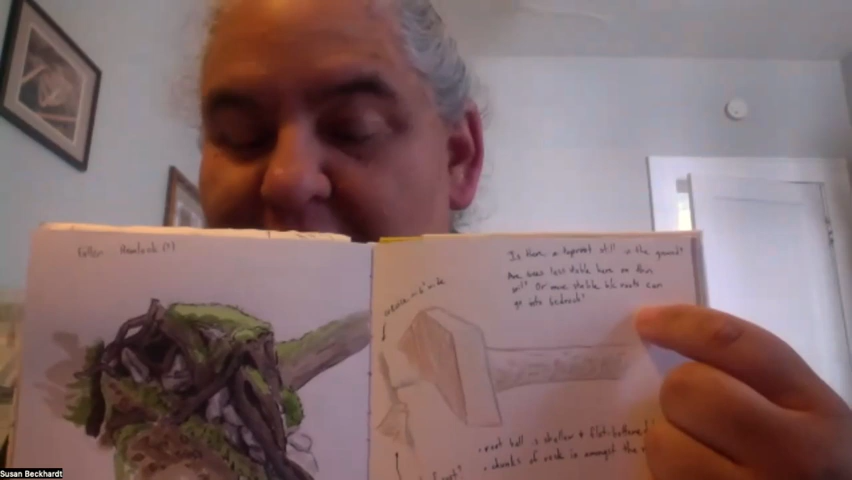 Fallen Hemlock (?)
Is there a taproot still in the ground?
Are trees less stable here on thin
soil? Or more stable b/c roots can
go into bedrock?
• root ball is shallow + flat-bottomed!
• chunks of rock in amongst the
Susan Beckhardt